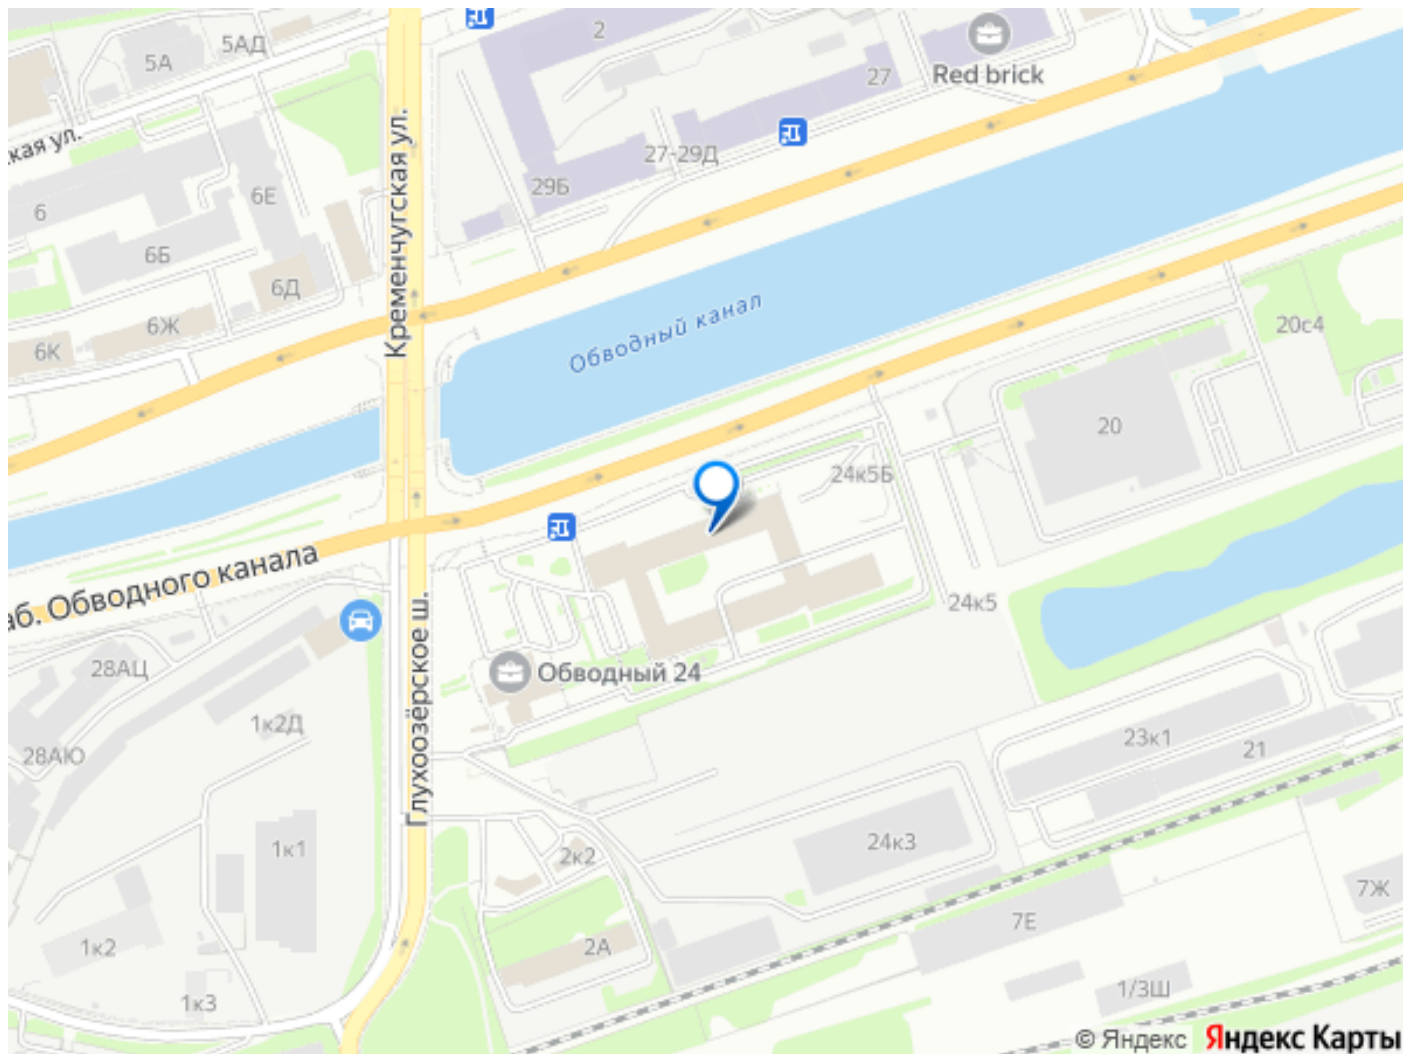 2
5АД
5А
Red brick
27
кая ул.
27-29Д
29Б
6Е
6
6Б
Кременчугская ул.
6Д
6Ж
6К
Обводный канал
20с4
20
24к5Б
аб. Обводного канала
24к5
Глухоозёрское ш.
28АЦ
Обводный 24
1к2Д
28АЮ
23к1
21
1к1
24к3
2к2
7Ж
7Е
1к2
2А
1к3
1/3Ш
© Яндекс Яндекс Карты